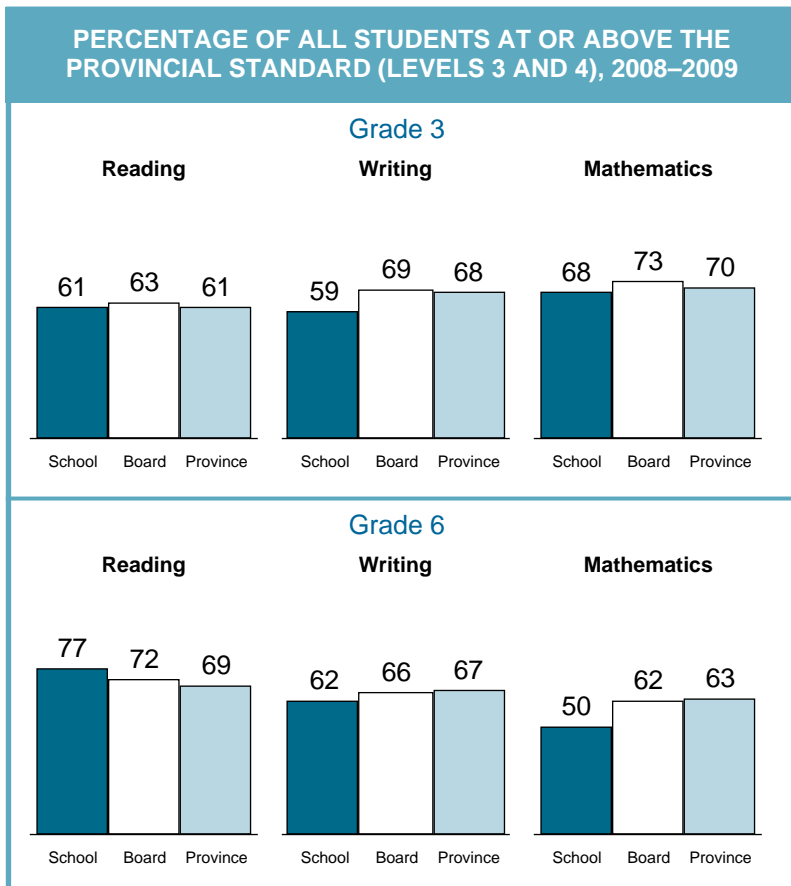 PERCENTAGE OF ALL STUDENTS AT OR ABOVE THE
PROVINCIAL STANDARD (LEVELS 3 AND 4), 2008–2009
Grade 3
Reading Writing Mathematics
61 63 61 59 69 68 68 73 70
School Board Province School Board Province School Board Province
Grade 6
Reading Writing Mathematics
77 72 69 62 66 67 50 62 63
School Board Province School Board Province School Board Province